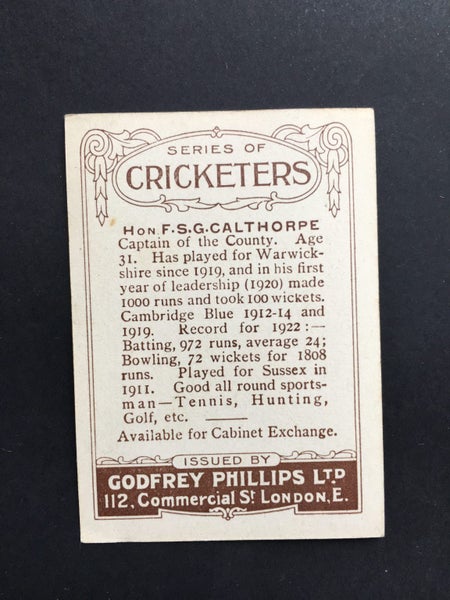 SERIES OF
CRICKETERS
HON. F.S.G. CALTHORPE
Captain of the County. Age
31. Has played for Warwick-
shire since 1919, and in his first
year of leadership (1920) made
1000 runs and took 100 wickets.
Cambridge Blue 1912-14 and
1919. Record for 1922 :—
Batting, 972 runs, average 24;
Bowling, 72 wickets for 1808
runs. Played for Sussex in
1911. Good all round sports-
man—Tennis, Hunting,
Golf, etc. ——
Available for Cabinet Exchange.
ISSUED BY
GODFREY PHILLIPS LTD
112, Commercial St LONDON, E.